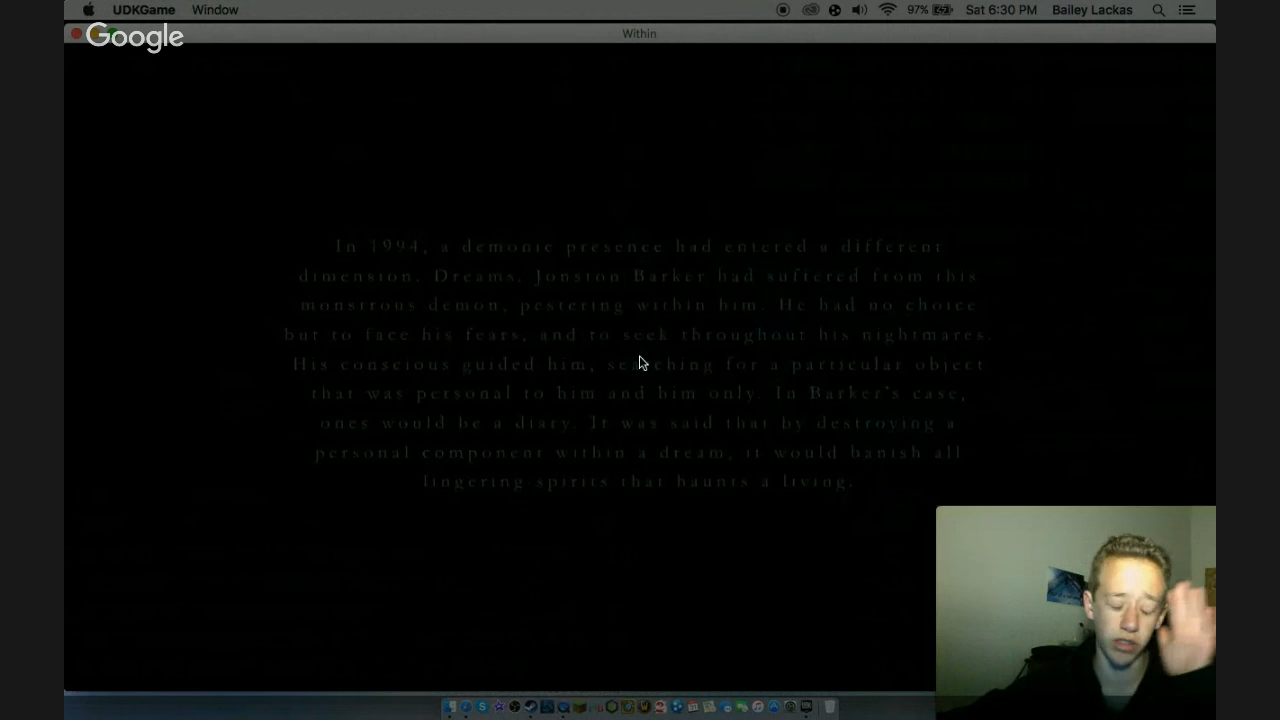 UDKGame Window 97% Sat 6:30 PM Bailey Lackas
Google
Within
In 1994, a demonic presence had entered a different
dimension. Dreams. Jonston Barker had suffered from this
monstrous demon, pestering within him. He had no choice
but to face his fears, and to seek throughout his nightmares.
His conscious guided him, searching for a particular object
that was personal to him and him only. In Barker's case,
ones would be a diary. It was said that by destroying a
personal component within a dream, it would banish all
lingering spirits that haunts a living.